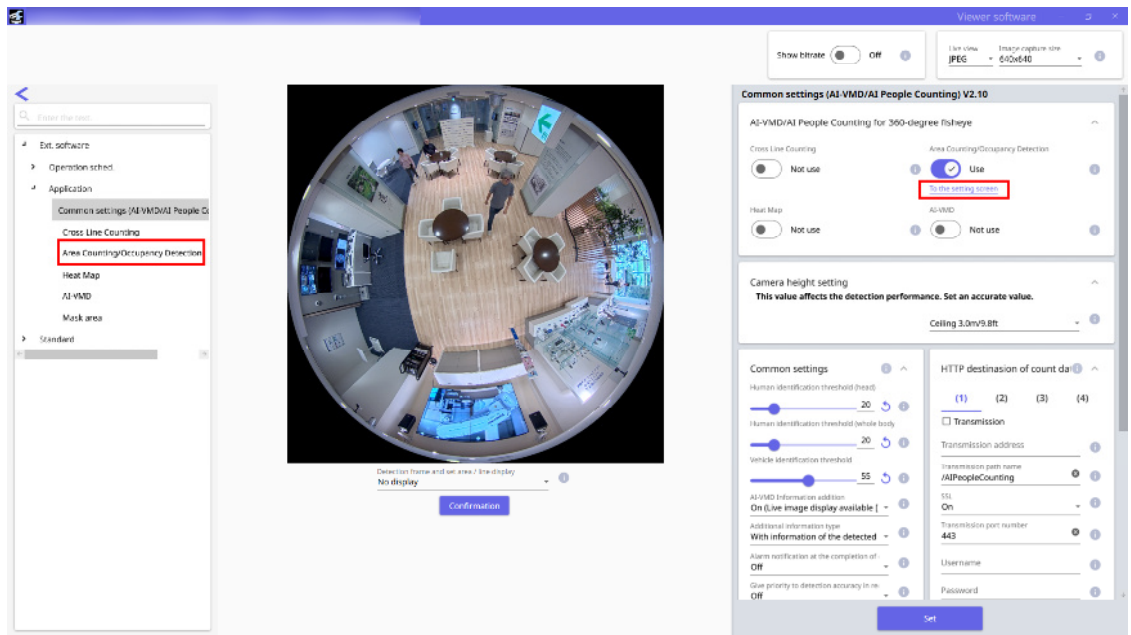 Viewer software
Show bitrate
Off
Live view
JPEG
Image capture size
640x640
Enter the text.
Ext. software
Operation sched.
Application
Common settings (AI-VMD/AI People Co
Cross Line Counting
Area Counting/Occupancy Detection
Heat Map
AI-VMD
Mask area
Standard
Detection frame and set area / line display
No display
Confirmation
Common settings (AI-VMD/AI People Counting) V2.10
AI-VMD/AI People Counting for 360-degree fisheye
Cross Line Counting
Not use
Area Counting/Occupancy Detection
Use
To the setting screen
Heat Map
Not use
AI-VMD
Not use
Camera height setting
This value affects the detection performance. Set an accurate value.
Ceiling 3.0m/9.8ft
Common settings
Human identification threshold (head)
20
Human identification threshold (whole body
20
Vehicle identification threshold
55
AI-VMD Information addition
On (Live image display available [
Additional information type
With information of the detected
Alarm notification at the completion of
Off
Give priority to detection accuracy in re
Off
HTTP destinasion of count da
(1) (2) (3) (4)
Transmission
Transmission address
Transmission path name
/AIPeopleCounting
SSL
On
Transmission port number
443
Username
Password
Set